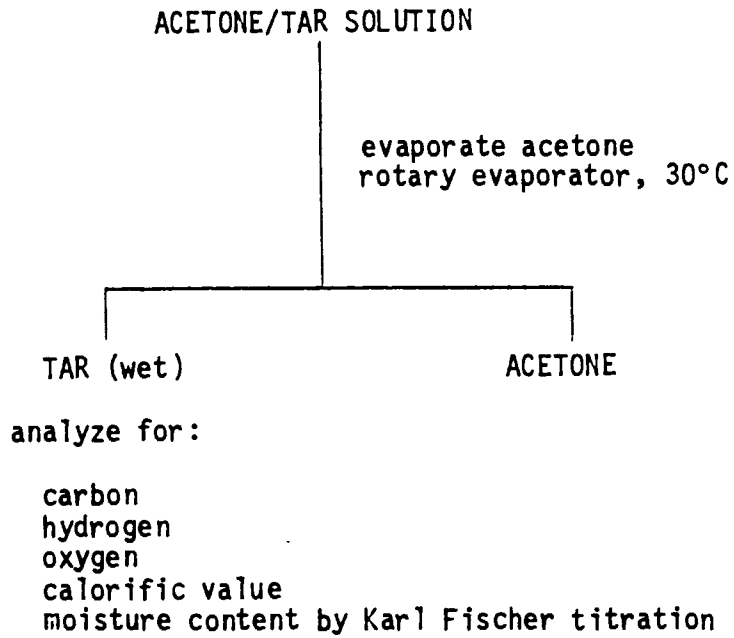 ACETONE/TAR SOLUTION
evaporate acetone
rotary evaporator, 30°C
TAR (wet)
ACETONE
analyze for:
carbon
hydrogen
oxygen
calorific value
moisture content by Karl Fischer titration